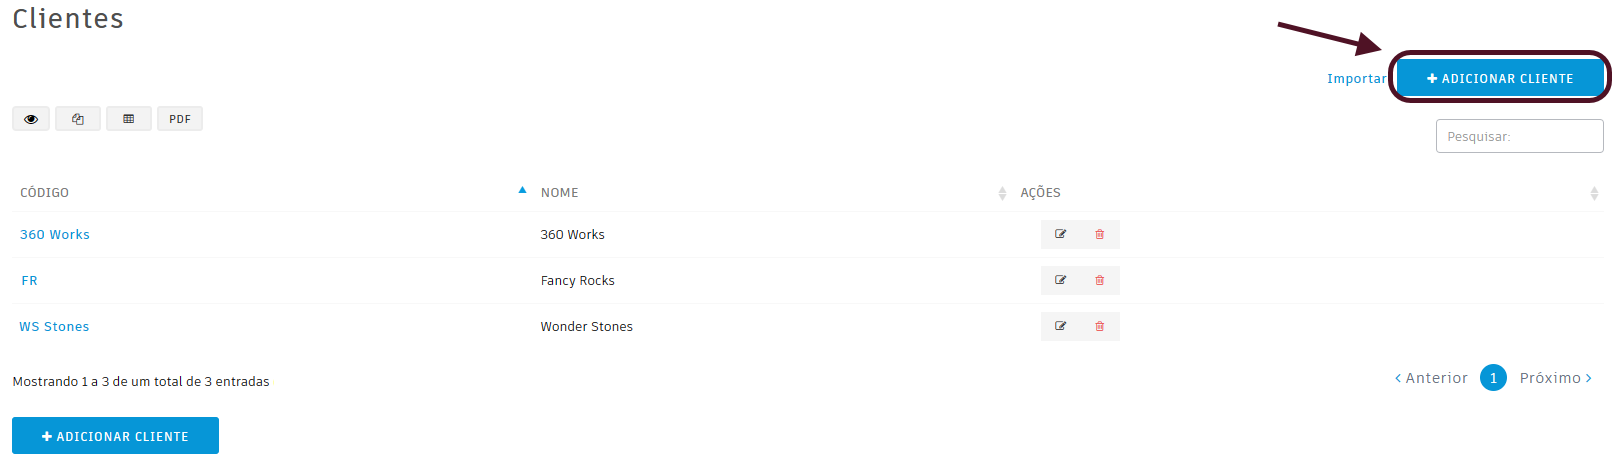 Clientes
Importar
ADICIONAR CLIENTE
PDF
Pesquisar:
CÓDIGO NOME AÇÕES
360 Works 360 Works
FR Fancy Rocks
WS Stones Wonder Stones
Mostrando 1 a 3 de um total de 3 entradas
Anterior 1 Próximo
ADICIONAR CLIENTE